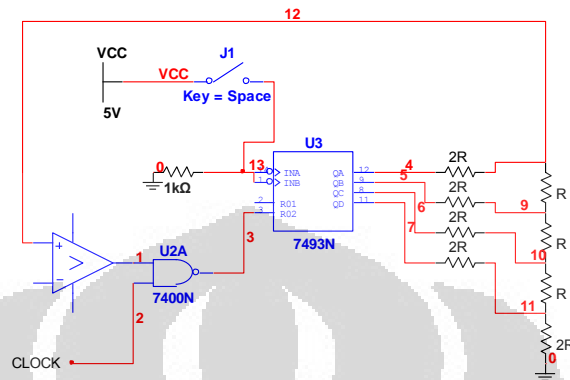 12
VCC
J1
VCC
Key = Space
5V
U3
0
1kΩ
13
14 INA
1 INB
2 R01
3 R02
QA 12
QB 9
QC 8
QD 11
7493N
4
5
6
7
2R
2R
2R
2R
R
9
R
10
R
11
2R
0
+
−
>
1
U2A
7400N
3
2
CLOCK